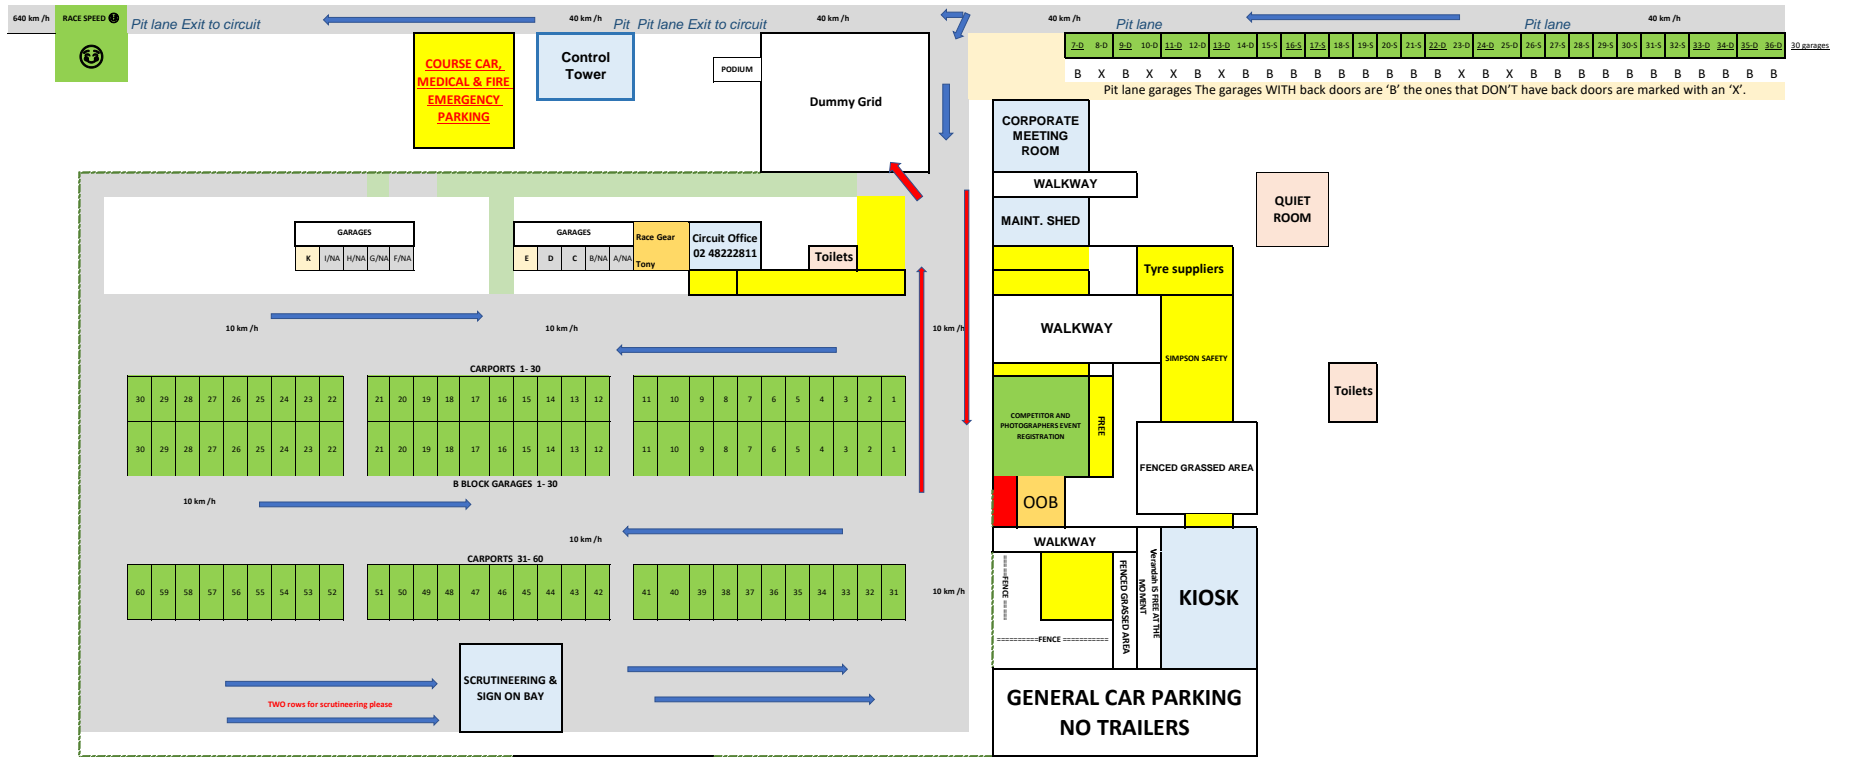 640 km /h
RACE SPEED
Pit lane Exit to circuit
40 km /h
Pit Pit lane Exit to circuit
40 km /h
40 km /h
Pit lane
Pit lane
40 km /h
7-D 8-D 9-D 10-D 11-D 12-D 13-D 14-D 15-S 16-S 17-S 18-S 19-S 20-S 21-S 22-D 23-D 24-D 25-D 26-S 27-S 28-S 29-S 30-S 31-S 32-S 33-D 34-D 35-D 36-D
30 garages
B X B X X B X B B B B B B B B B X B X B B B B B B B B B B B
Pit lane garages The garages WITH back doors are ‘B’ the ones that DON’T have back doors are marked with an ‘X’.
COURSE CAR,
MEDICAL & FIRE
EMERGENCY
PARKING
Control
Tower
PODIUM
Dummy Grid
CORPORATE
MEETING
ROOM
WALKWAY
MAINT. SHED
QUIET
ROOM
GARAGES
K I/NA H/NA G/NA F/NA
GARAGES
E D C B/NA A/NA
Race Gear
Tony
Circuit Office
02 48222811
Toilets
Tyre suppliers
10 km /h
10 km /h
10 km /h
WALKWAY
SIMPSON SAFETY
Toilets
CARPORTS 1- 30
30 29 28 27 26 25 24 23 22
21 20 19 18 17 16 15 14 13 12
11 10 9 8 7 6 5 4 3 2 1
30 29 28 27 26 25 24 23 22
21 20 19 18 17 16 15 14 13 12
11 10 9 8 7 6 5 4 3 2 1
B BLOCK GARAGES 1- 30
COMPETITOR AND
PHOTOGRAPHERS EVENT
REGISTRATION
FREE
FENCED GRASSED AREA
OOB
10 km /h
10 km /h
WALKWAY
CARPORTS 31- 60
60 59 58 57 56 55 54 53 52
51 50 49 48 47 46 45 44 43 42
41 40 39 38 37 36 35 34 33 32 31
10 km /h
=====FENCE =====
==========FENCE ===========
FENCED GRASSED AREA
Verandah IS FREE AT THE
MOMENT
KIOSK
SCRUTINEERING &
SIGN ON BAY
TWO rows for scrutineering please
GENERAL CAR PARKING
NO TRAILERS